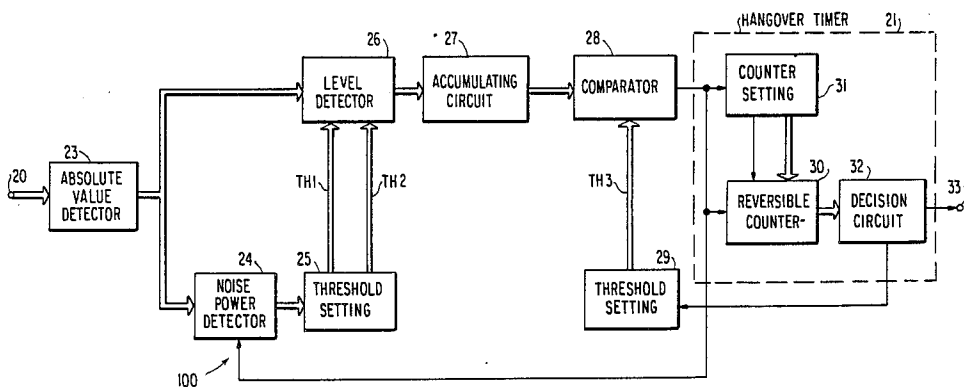 HANGOVER TIMER 21
26
LEVEL
DETECTOR
27
ACCUMULATING
CIRCUIT
28
COMPARATOR
COUNTER
SETTING
31
20
23
ABSOLUTE
VALUE
DETECTOR
TH1
TH2
TH3
30
REVERSIBLE
COUNTER-
32
DECISION
CIRCUIT
33
24
NOISE
POWER
DETECTOR
25
THRESHOLD
SETTING
29
THRESHOLD
SETTING
100